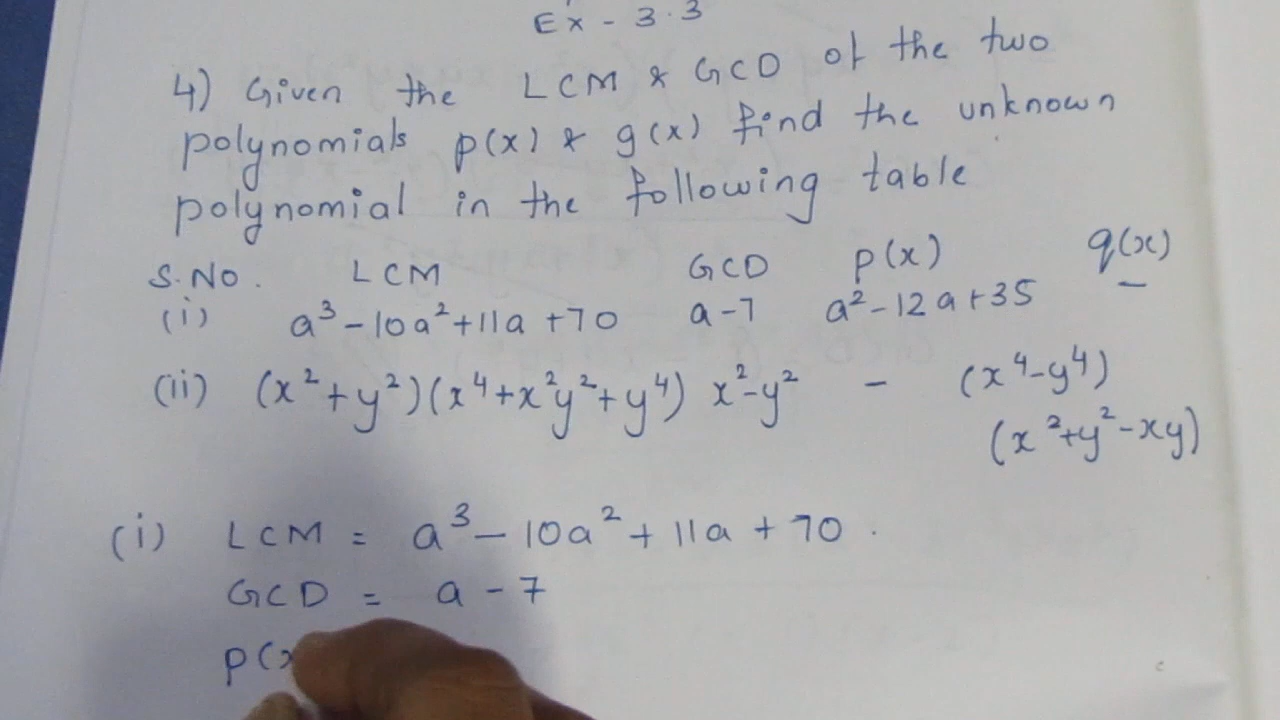 Ex - 3.3
4) Given the LCM & GCD of the two
polynomials p(x) & g(x) find the unknown
polynomial in the following table
S.No. LCM GCD p(x) q(x)
(i) a³-10a²+11a+70 a-7 a²-12a+35 -
(ii) (x²+y²)(x⁴+x²y²+y⁴) x²-y² - (x⁴-y⁴)
(x²+y²-xy)
(i) LCM = a³-10a²+11a+70.
GCD = a-7
p(x